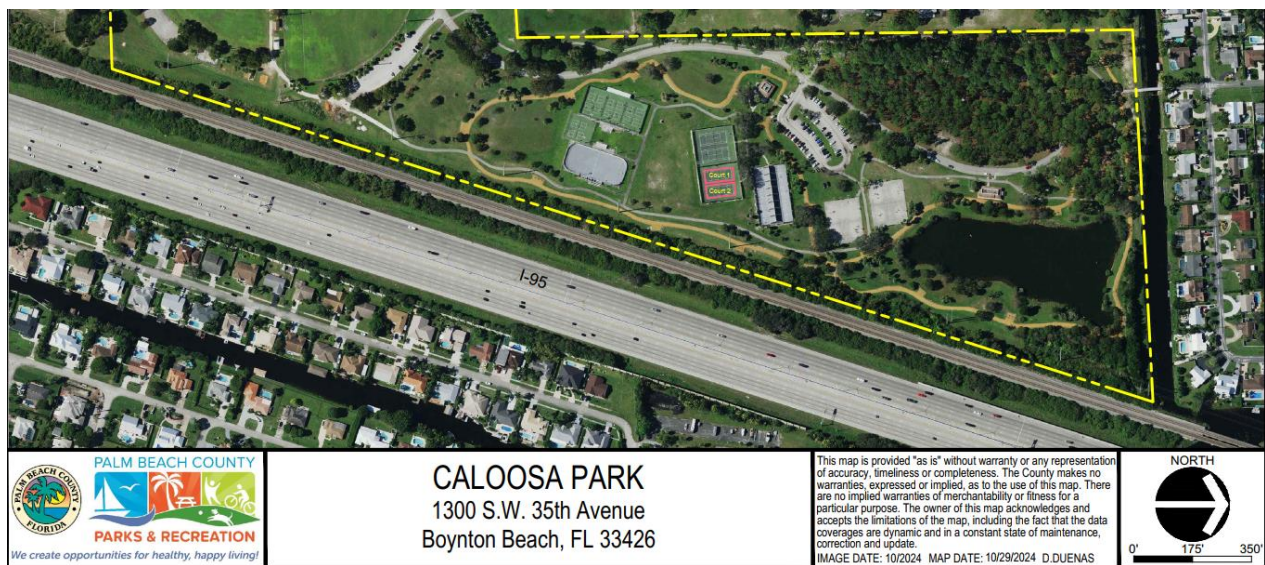 Court 1
Court 2
I-95
PALM BEACH COUNTY
FLORIDA
PALM BEACH COUNTY
PARKS & RECREATION
We create opportunities for healthy, happy living!
CALOOSA PARK
1300 S.W. 35th Avenue
Boynton Beach, FL 33426
This map is provided "as is" without warranty or any representation
of accuracy, timeliness or completeness. The County makes no
warranties, expressed or implied, as to the use of this map. There
are no implied warranties of merchantability or fitness for a
particular purpose. The owner of this map acknowledges and
accepts the limitations of the map, including the fact that the data
coverages are dynamic and in a constant state of maintenance,
correction and update.
IMAGE DATE: 10/2024 MAP DATE: 10/29/2024 D.DUENAS
NORTH
0' 175' 350'